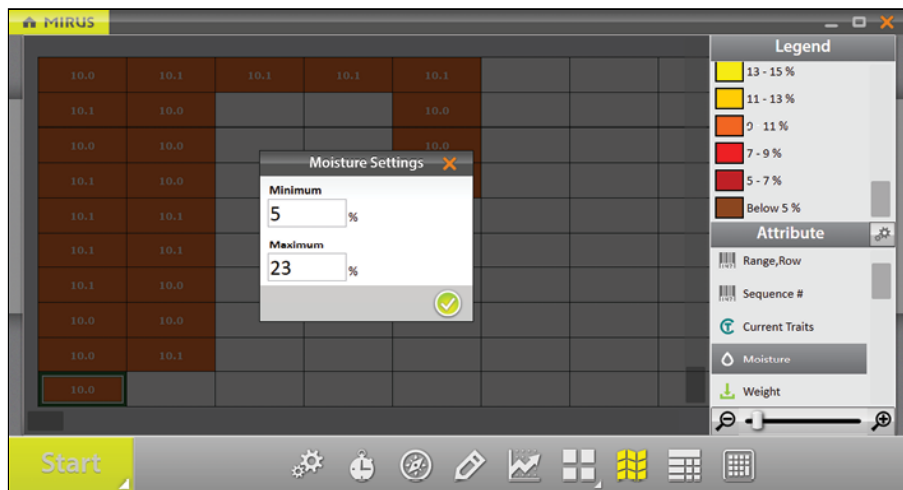 MIRUS
Legend
10.0 10.1 10.1 10.1 10.1
10.1 10.0 10.0
10.0 10.0 10.0
10.1 10.0
10.1 10.1
10.1 10.1
10.1 10.0
10.0 10.0
10.0 10.1
10.0
Moisture Settings
Minimum
5 %
Maximum
23 %
13 - 15 %
11 - 13 %
9 11 %
7 - 9 %
5 - 7 %
Below 5 %
Attribute
Range,Row
Sequence #
Current Traits
Moisture
Weight
Start